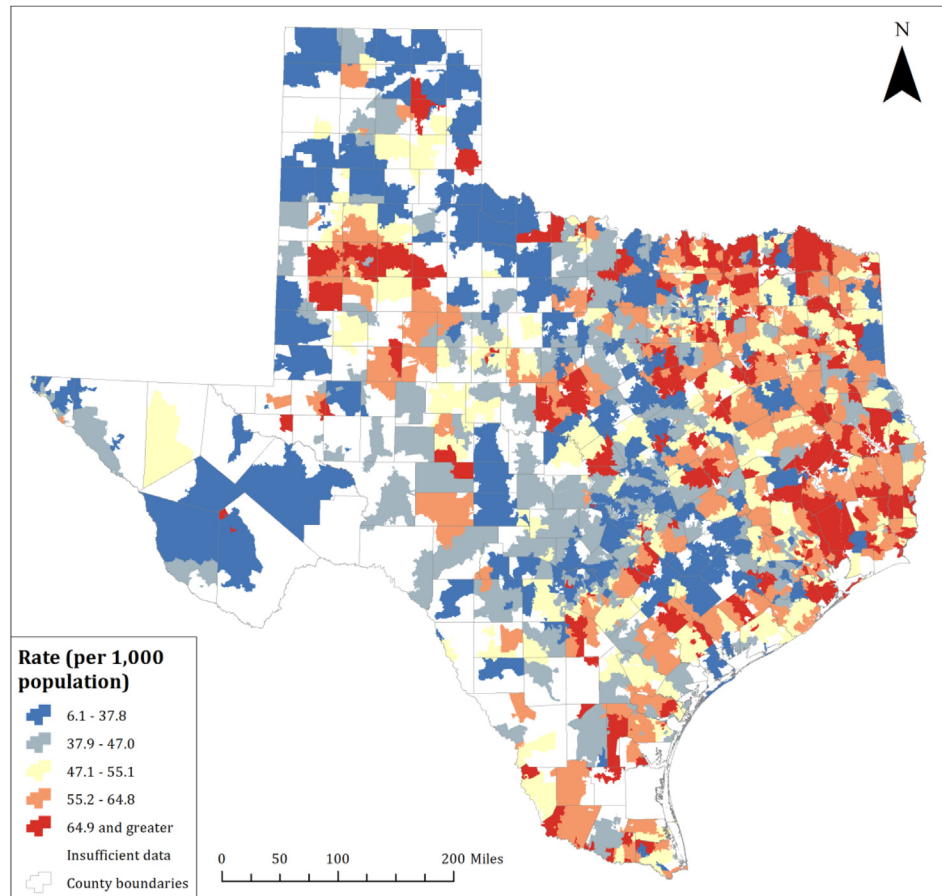 N
Rate (per 1,000
population)
6.1 - 37.8
37.9 - 47.0
47.1 - 55.1
55.2 - 64.8
64.9 and greater
Insufficient data
County boundaries
0 50 100 200 Miles